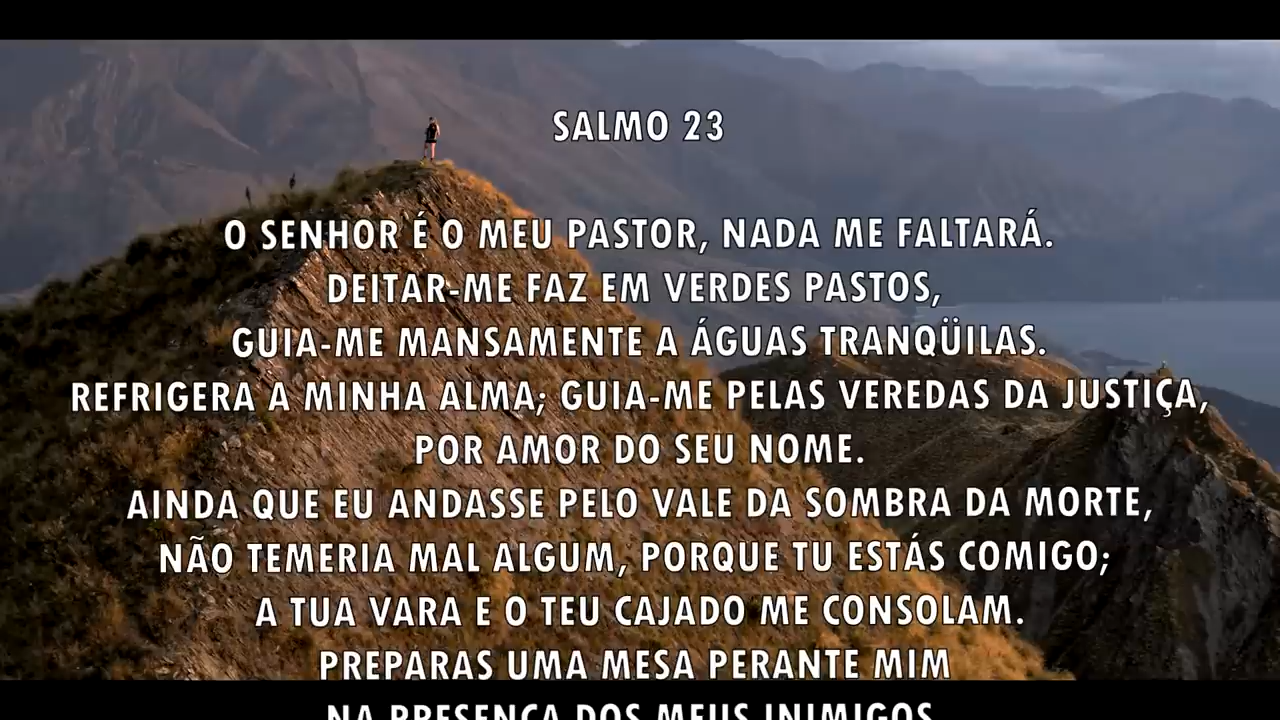 SALMO 23
O SENHOR É O MEU PASTOR, NADA ME FALTARÁ.
DEITAR-ME FAZ EM VERDES PASTOS,
GUIA-ME MANSAMENTE A ÁGUAS TRANQÜILAS.
REFRIGERA A MINHA ALMA; GUIA-ME PELAS VEREDAS DA JUSTIÇA,
POR AMOR DO SEU NOME.
AINDA QUE EU ANDASSE PELO VALE DA SOMBRA DA MORTE,
NÃO TEMERIA MAL ALGUM, PORQUE TU ESTÁS COMIGO;
A TUA VARA E O TEU CAJADO ME CONSOLAM.
PREPARAS UMA MESA PERANTE MIM
NA PRESENÇA DOS MEUS INIMIGOS